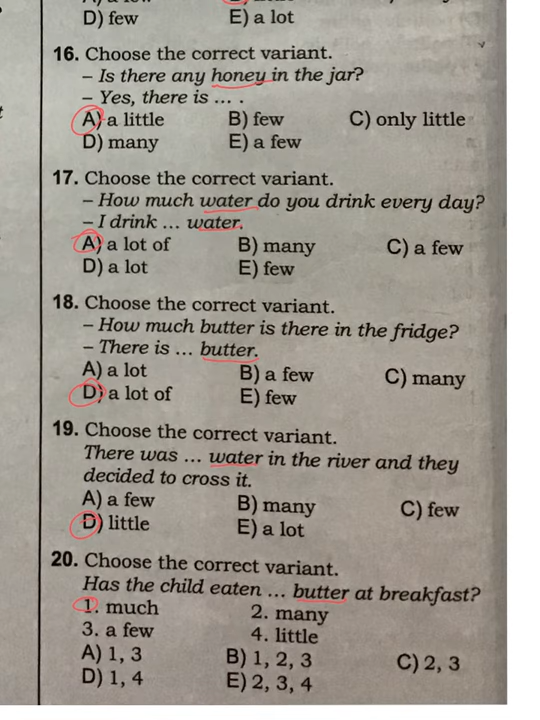 D) few E) a lot
16. Choose the correct variant.
– Is there any honey in the jar?
– Yes, there is ... .
A) a little B) few C) only little
D) many E) a few
17. Choose the correct variant.
– How much water do you drink every day?
– I drink ... water.
A) a lot of B) many C) a few
D) a lot E) few
18. Choose the correct variant.
– How much butter is there in the fridge?
– There is ... butter.
A) a lot B) a few C) many
D) a lot of E) few
19. Choose the correct variant.
There was ... water in the river and they
decided to cross it.
A) a few B) many C) few
D) little E) a lot
20. Choose the correct variant.
Has the child eaten ... butter at breakfast?
1. much 2. many
3. a few 4. little
A) 1, 3 B) 1, 2, 3 C) 2, 3
D) 1, 4 E) 2, 3, 4